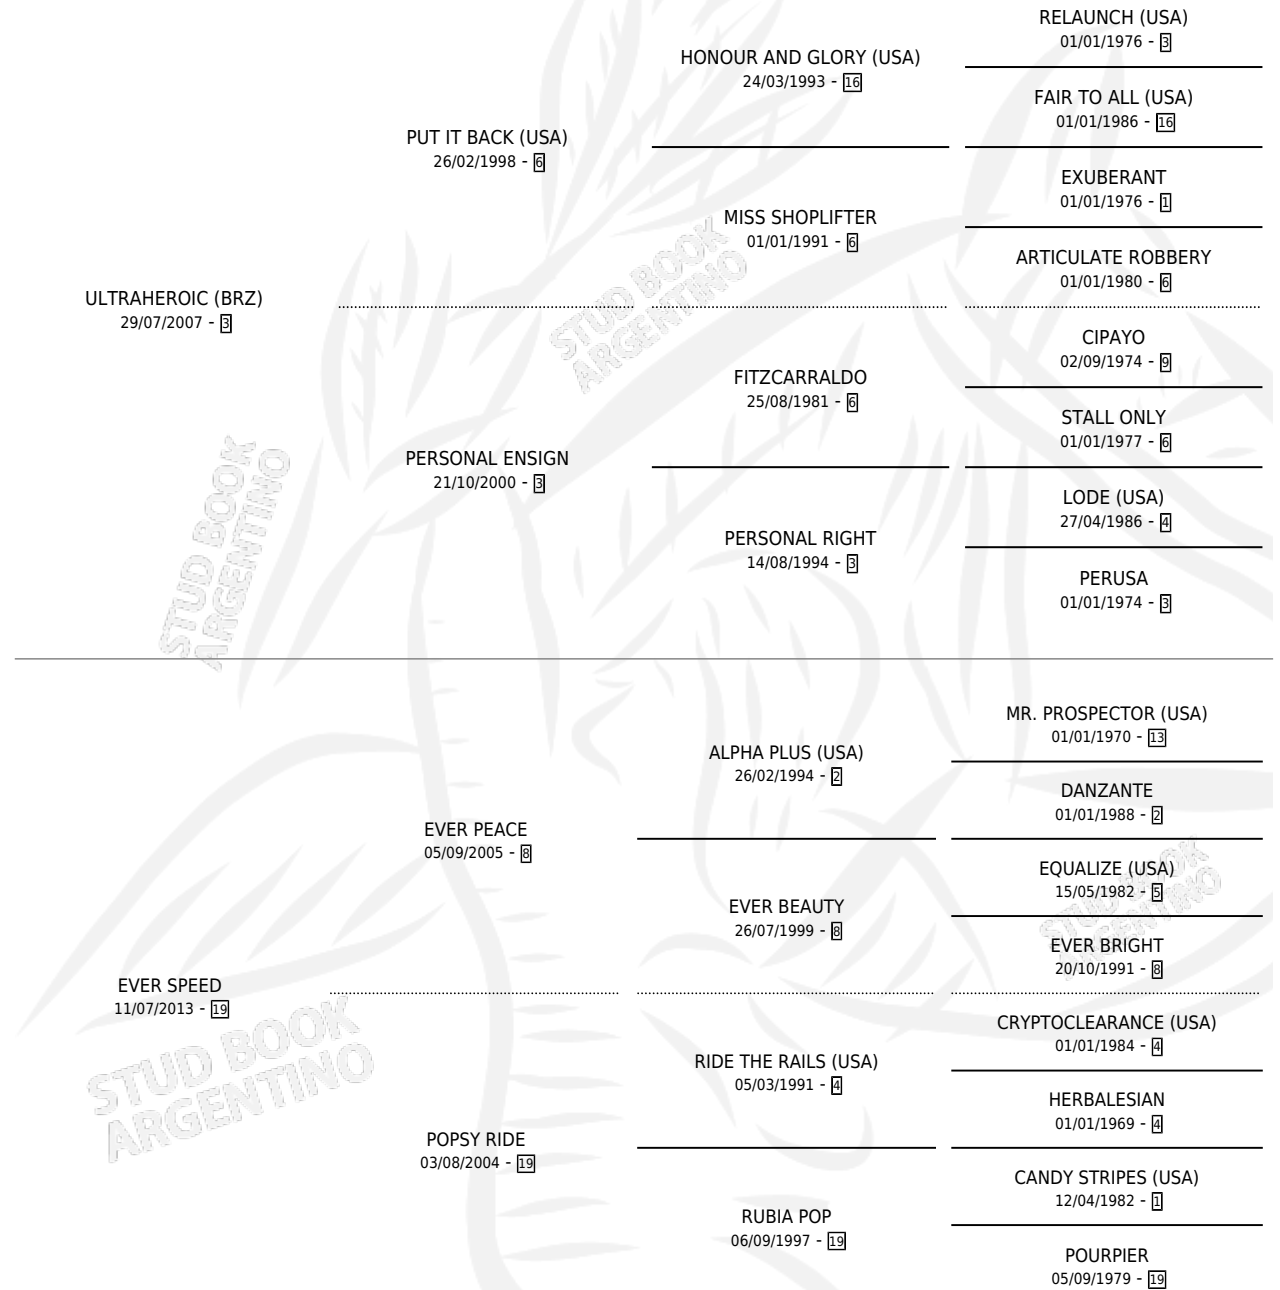 RELAUNCH (USA)
01/01/1976 - 3
HONOUR AND GLORY (USA)
24/03/1993 - 16
FAIR TO ALL (USA)
01/01/1986 - 16
PUT IT BACK (USA)
26/02/1998 - 6
EXUBERANT
01/01/1976 - 1
MISS SHOPLIFTER
01/01/1991 - 6
ARTICULATE ROBBERY
01/01/1980 - 6
ULTRAHEROIC (BRZ)
29/07/2007 - 3
STUD BOOK
ARGENTINO
CIPAYO
02/09/1974 - 9
FITZCARRALDO
25/08/1981 - 6
STALL ONLY
01/01/1977 - 6
PERSONAL ENSIGN
21/10/2000 - 3
LODE (USA)
27/04/1986 - 4
PERSONAL RIGHT
14/08/1994 - 3
PERUSA
01/01/1974 - 3
STUD BOOK
ARGENTINO
MR. PROSPECTOR (USA)
01/01/1970 - 13
ALPHA PLUS (USA)
26/02/1994 - 2
DANZANTE
01/01/1988 - 2
EVER PEACE
05/09/2005 - 8
EQUALIZE (USA)
15/05/1982 - 5
EVER BEAUTY
26/07/1999 - 8
STUD BOOK
ARGENTINO
EVER BRIGHT
20/10/1991 - 8
EVER SPEED
11/07/2013 - 19
CRYPTOCLEARANCE (USA)
01/01/1984 - 4
RIDE THE RAILS (USA)
05/03/1991 - 4
STUD BOOK
ARGENTINO
HERBALESIAN
01/01/1969 - 4
POPSY RIDE
03/08/2004 - 19
CANDY STRIPES (USA)
12/04/1982 - 1
RUBIA POP
06/09/1997 - 19
POURPIER
05/09/1979 - 19